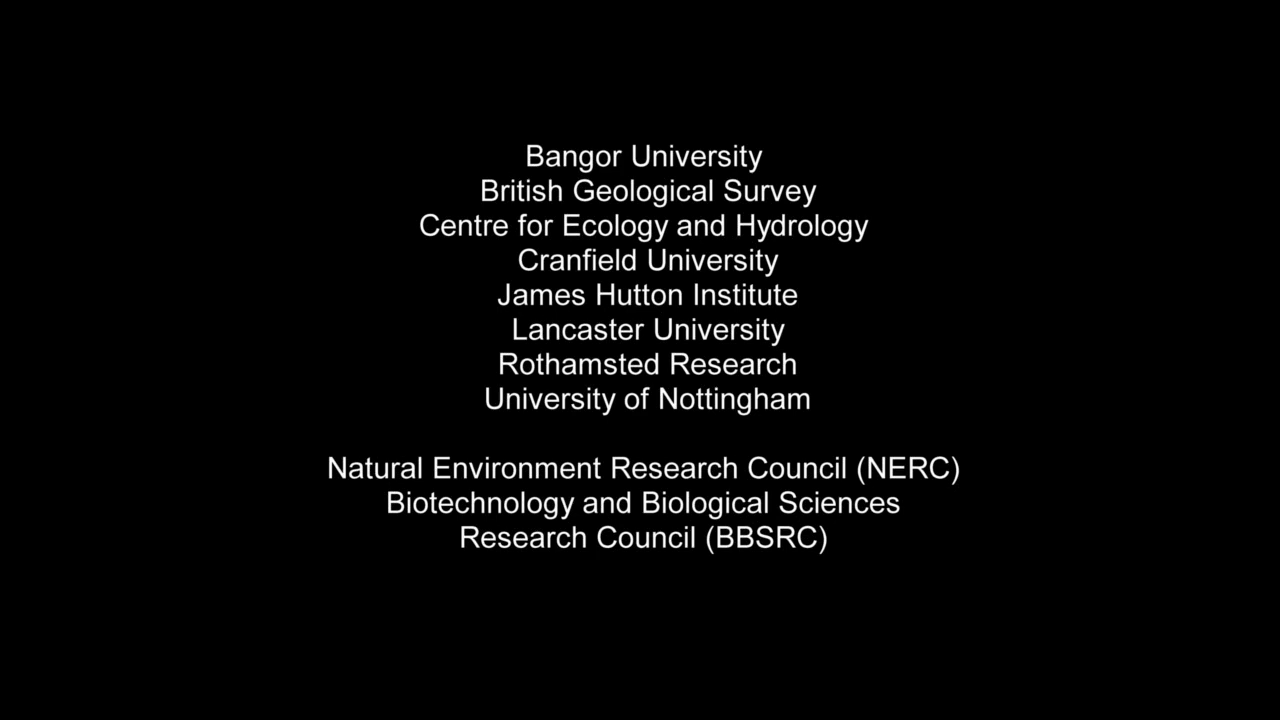 Bangor University
British Geological Survey
Centre for Ecology and Hydrology
Cranfield University
James Hutton Institute
Lancaster University
Rothamsted Research
University of Nottingham
Natural Environment Research Council (NERC)
Biotechnology and Biological Sciences
Research Council (BBSRC)